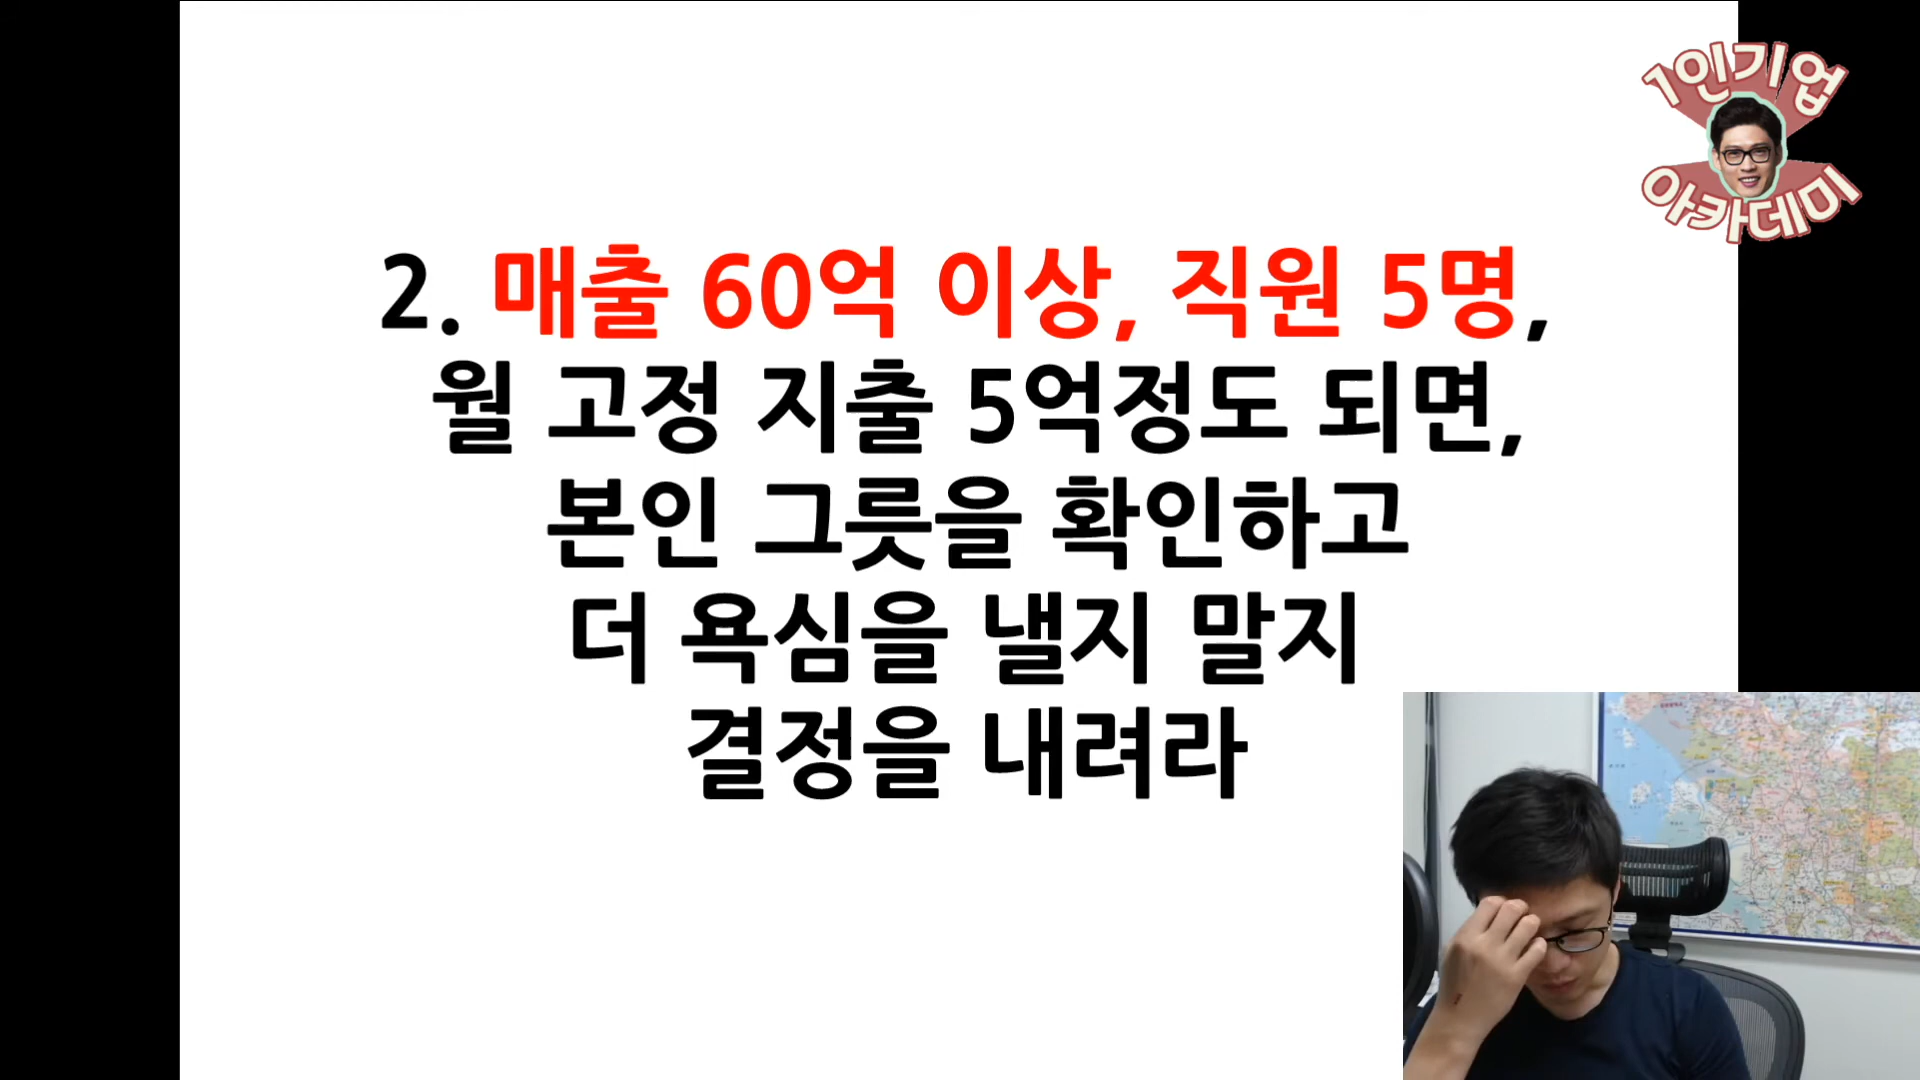 1인기업
아카데미
2. 매출 60억 이상, 직원 5명,
월 고정 지출 5억정도 되면,
본인 그릇을 확인하고
더 욕심을 낼지 말지
결정을 내려라